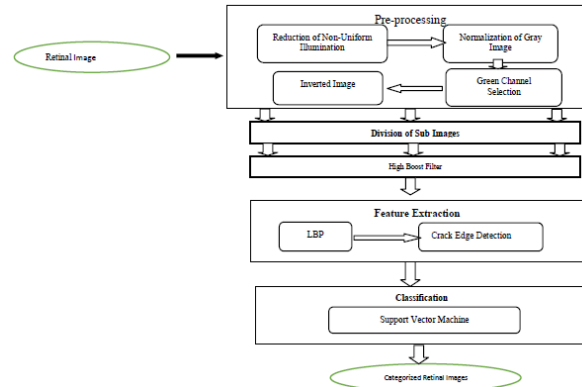 Pre-processing
Reduction of Non-Uniform
Illumination
Normalization of Gray
Image
Retinal Image
Inverted Image
Green Channel
Selection
Division of Sub Images
High Boost Filter
Feature Extraction
LBP
Crack Edge Detection
Classification
Support Vector Machine
Categorized Retinal Images